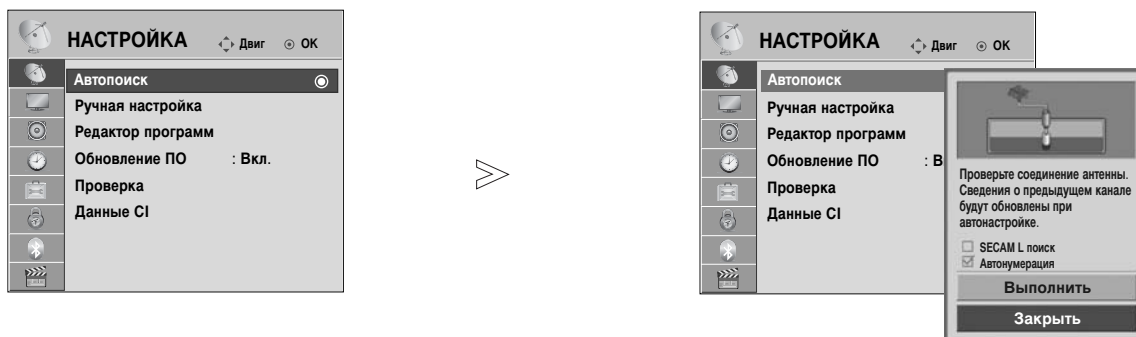 НАСТРОЙКА Двиг OK
Автопоиск
Ручная настройка
Редактор программ
Обновление ПО : Вкл.
Проверка
Данные CI
НАСТРОЙКА Двиг OK
Автопоиск
Ручная настройка
Редактор программ
Обновление ПО : В
Проверка
Данные CI
Проверьте соединение антенны.
Сведения о предыдущем канале
будут обновлены при
автонастройке.
SECAM L поиск
Автонумерация
Выполнить
Закрыть